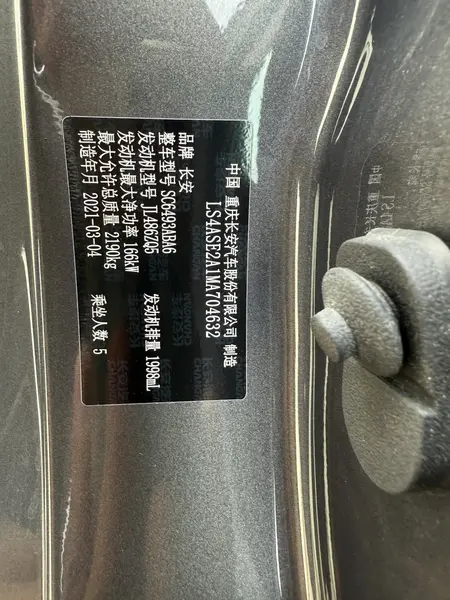 中国 重庆长安汽车股份有限公司 制造
LS4ASE2A1MA704632
品牌 长安
整车型号 SC6493ABA6
发动机型号 JL486ZQ5 发动机排量 1998mL
发动机最大净功率 166kW
最大允许总质量 2190kg
制造年月 2021-03-04 乘坐人数 5